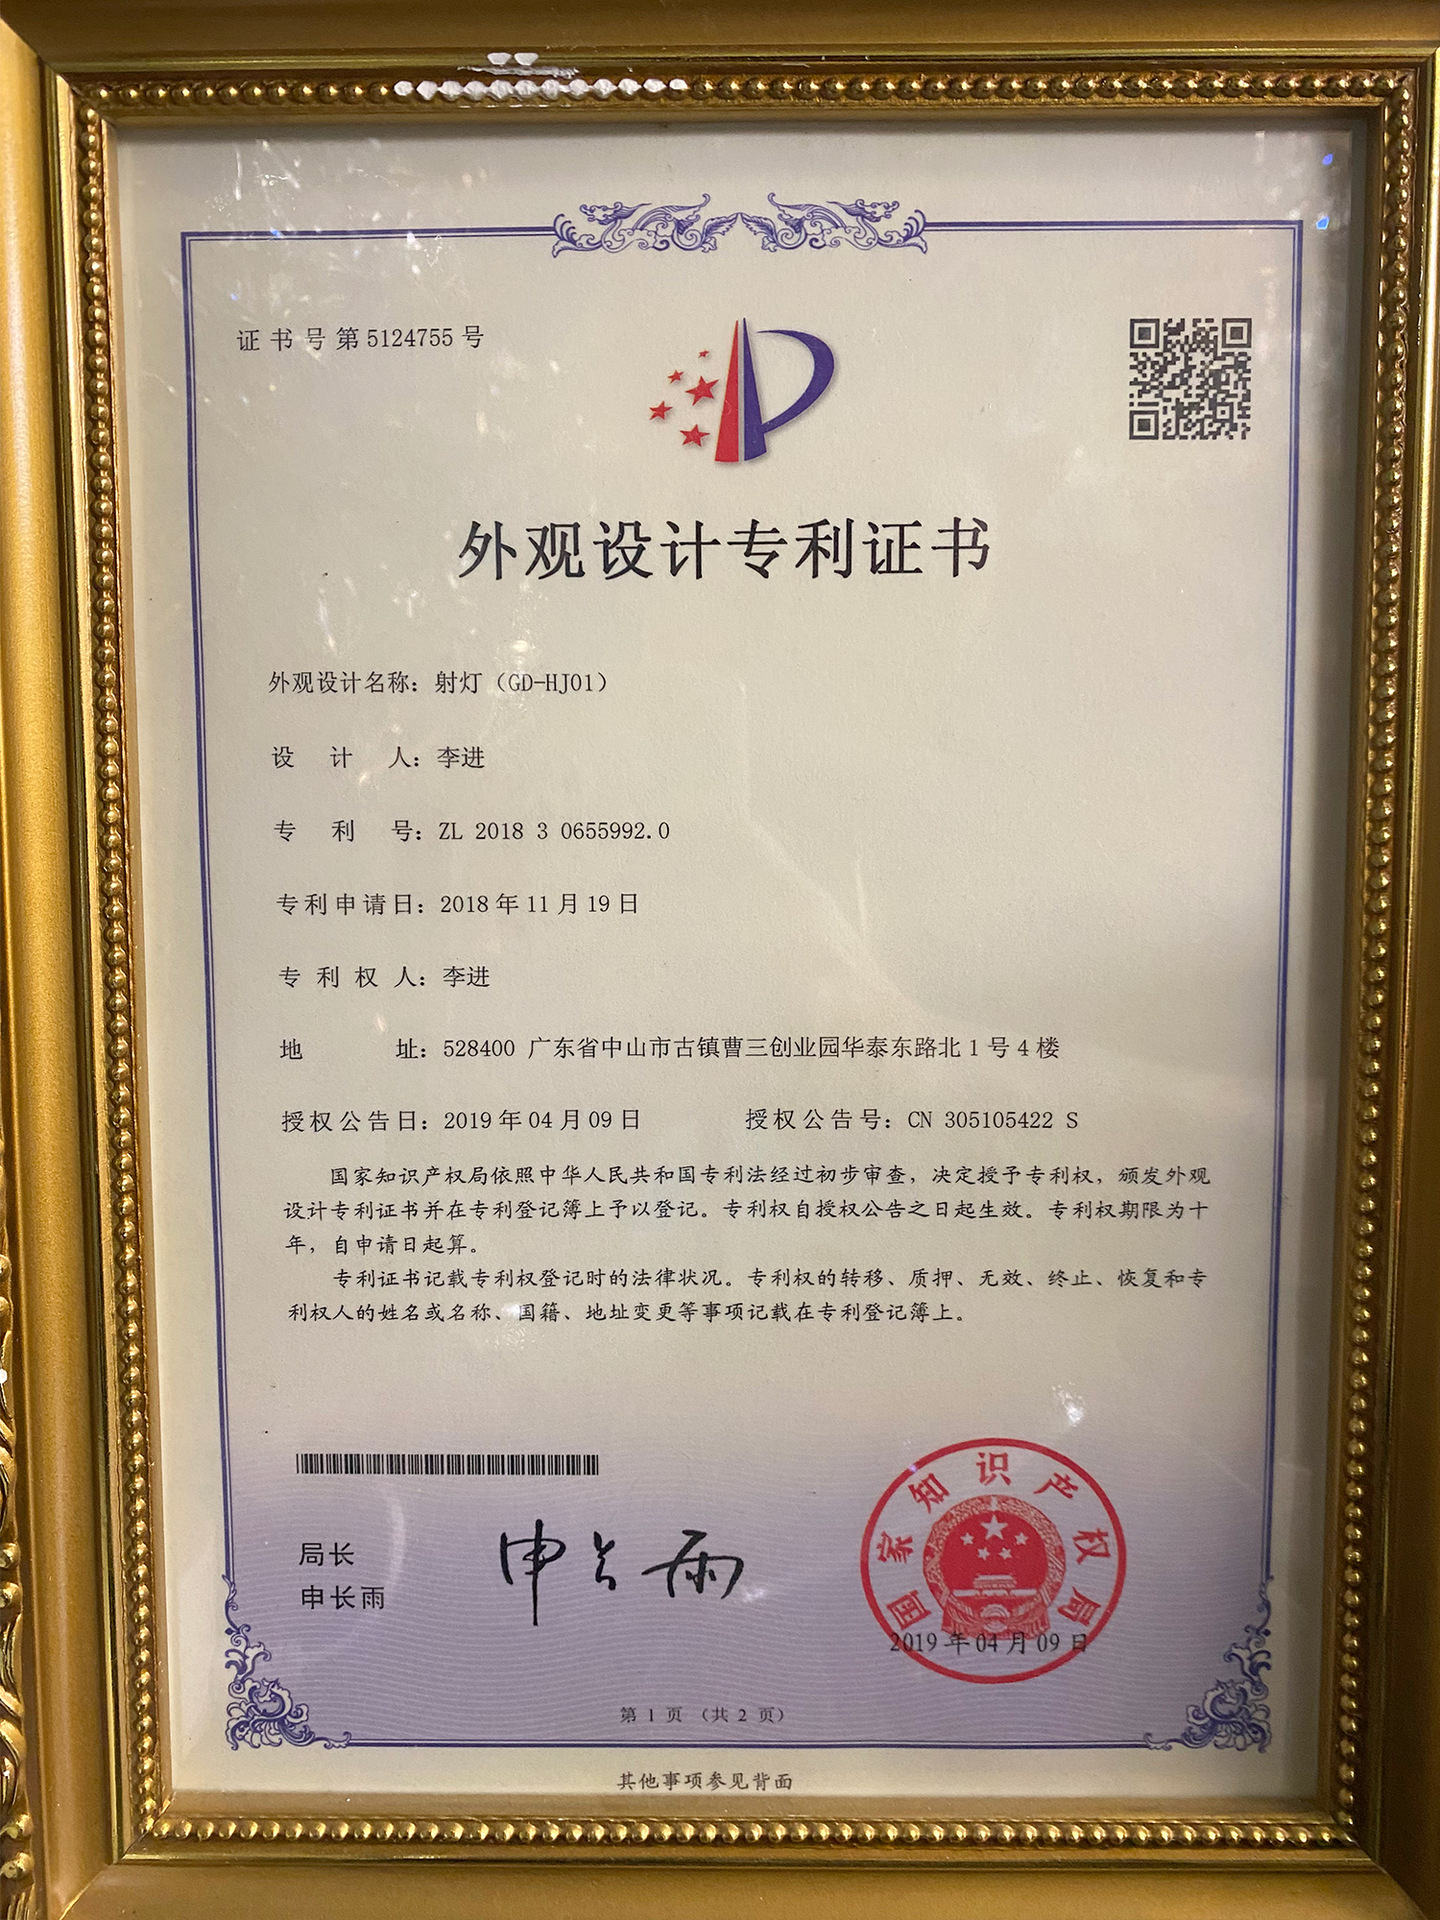 证书号第5124755号
外观设计专利证书
外观设计名称：射灯（GD-HJ01）
设计人：李进
专利号：ZL 2018 3 0655992.0
专利申请日：2018年11月19日
专利权人：李进
地址：528400 广东省中山市古镇曹三创业园华泰东路北1号4楼
授权公告日：2019年04月09日 授权公告号：CN 305105422 S
国家知识产权局依照中华人民共和国专利法经过初步审查，决定授予专利权，颁发外观
设计专利证书并在专利登记簿上予以登记。专利权自授权公告之日起生效。专利权期限为十
年，自申请日起算。
专利证书记载专利权登记时的法律状况。专利权的转移、质押、无效、终止、恢复和专
利权人的姓名或名称、国籍、地址变更等事项记载在专利登记簿上。
局长
申长雨
申长雨
国家知识产权局
2019年04月09日
第 1 页 （共 2 页）
其他事项参见背面